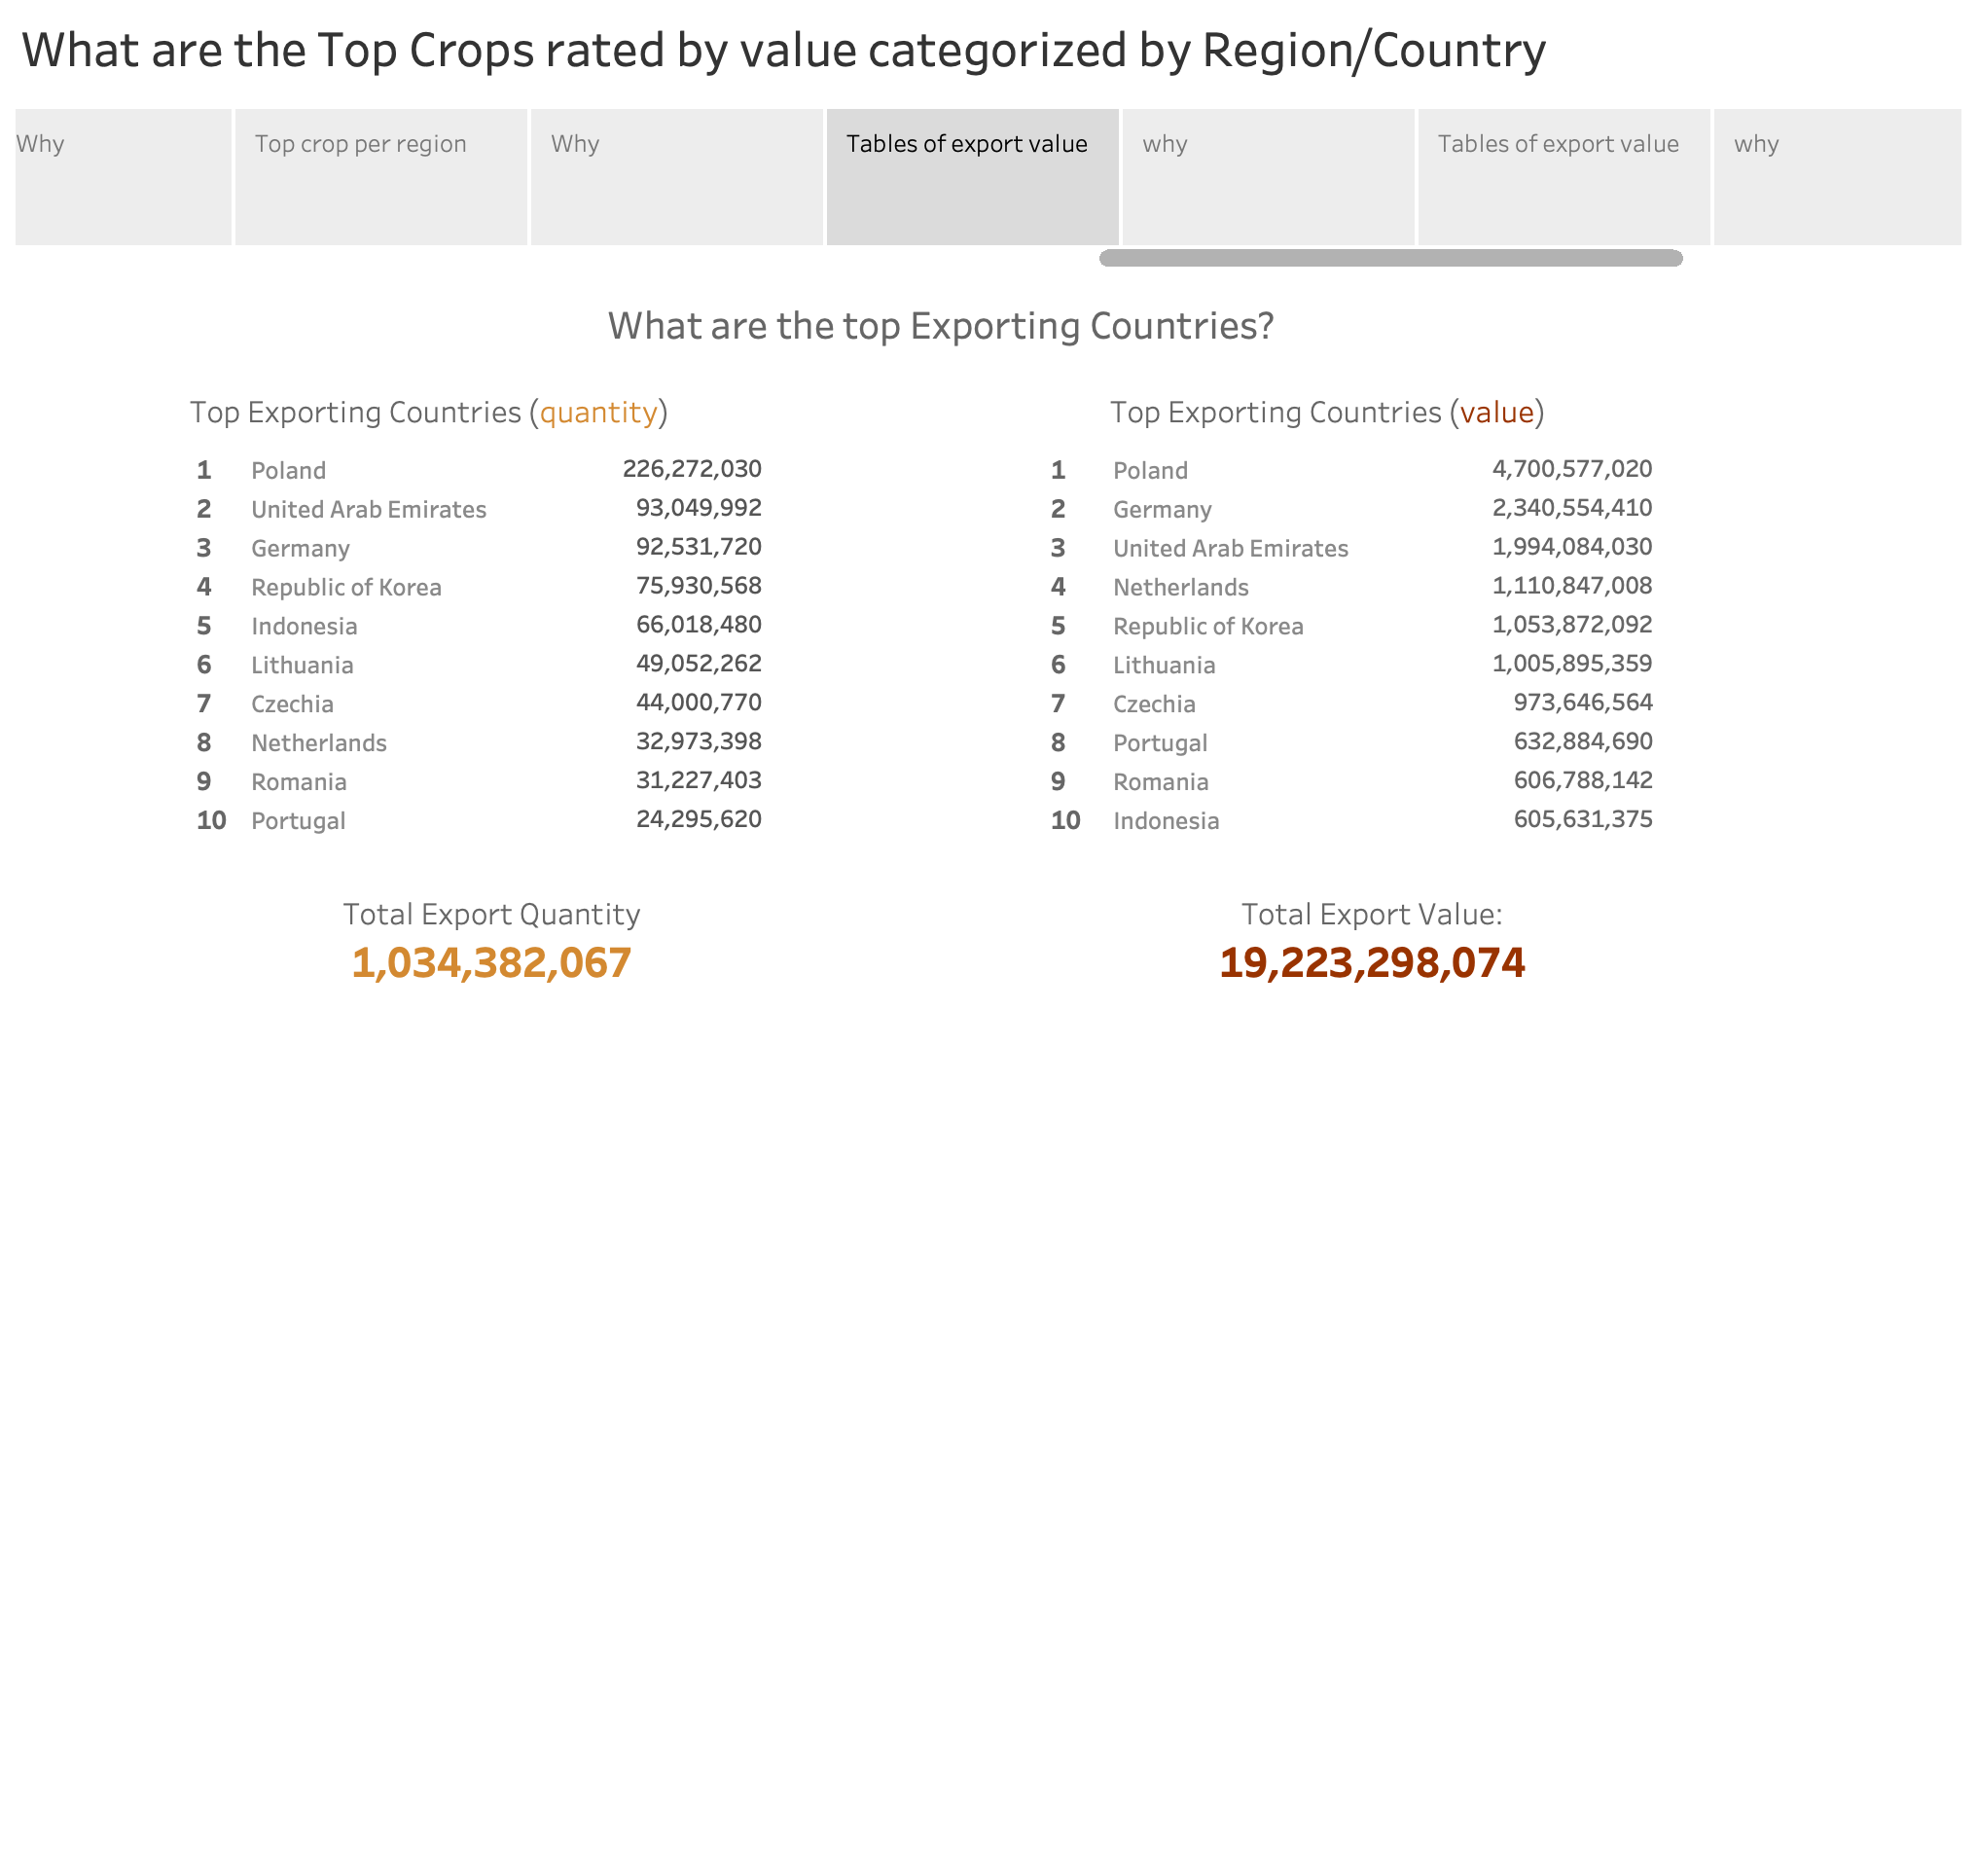 What are the Top Crops rated by value categorized by Region/Country
Why
Top crop per region
Why
Tables of export value
why
Tables of export value
why
What are the top Exporting Countries?
Top Exporting Countries (quantity)
1 Poland 226,272,030
2 United Arab Emirates 93,049,992
3 Germany 92,531,720
4 Republic of Korea 75,930,568
5 Indonesia 66,018,480
6 Lithuania 49,052,262
7 Czechia 44,000,770
8 Netherlands 32,973,398
9 Romania 31,227,403
10 Portugal 24,295,620
Total Export Quantity
1,034,382,067
Top Exporting Countries (value)
1 Poland 4,700,577,020
2 Germany 2,340,554,410
3 United Arab Emirates 1,994,084,030
4 Netherlands 1,110,847,008
5 Republic of Korea 1,053,872,092
6 Lithuania 1,005,895,359
7 Czechia 973,646,564
8 Portugal 632,884,690
9 Romania 606,788,142
10 Indonesia 605,631,375
Total Export Value:
19,223,298,074